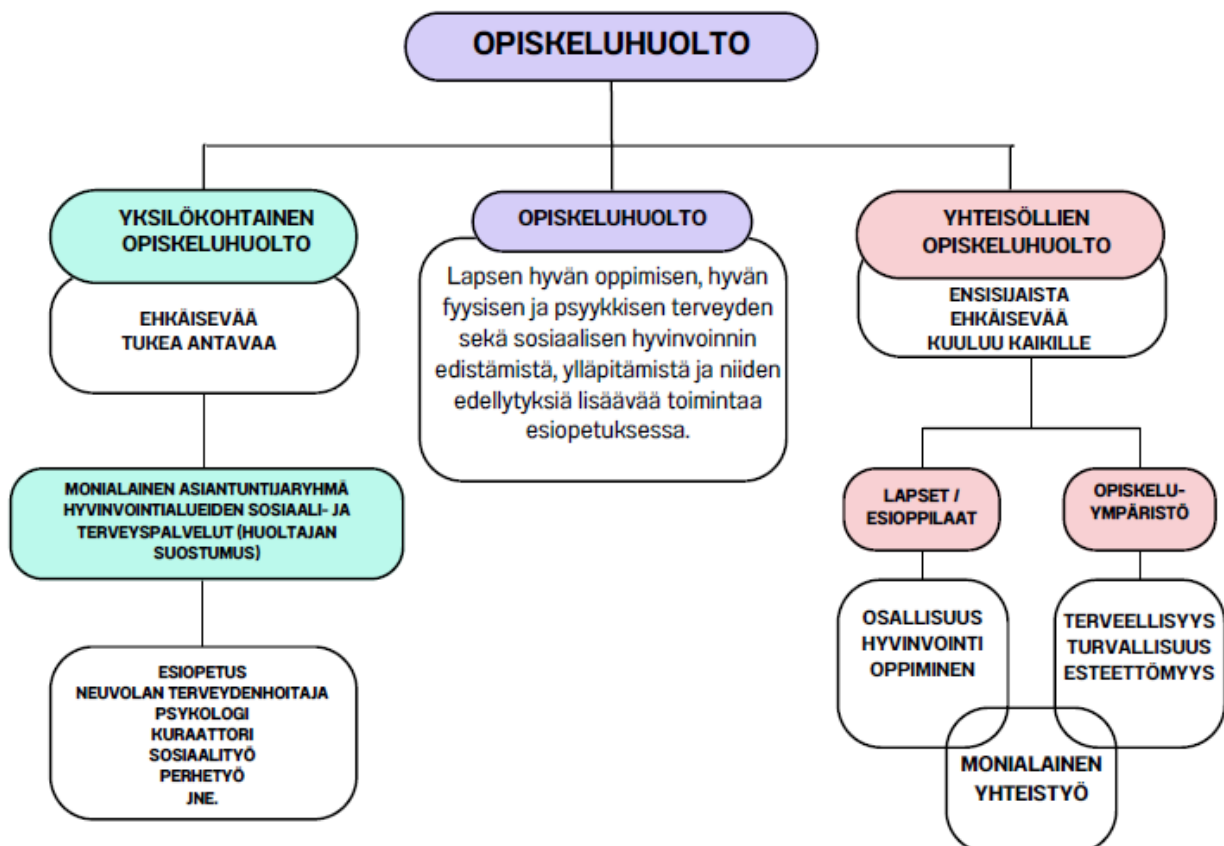 OPISKELUHUOLTO
YKSILÖKOHTAINEN
OPISKELUHUOLTO
EHKÄISEVÄÄ
TUKEA ANTAVAA
MONIALAINEN ASIANTUNTIJARYHMÄ
HYVINVOINTIALUEIDEN SOSIAALI- JA
TERVEYSPALVELUT (HUOLTAJAN
SUOSTUMUS)
ESIOPETUS
NEUVOLAN TERVEYDENHOITAJA
PSYKOLOGI
KURAATTORI
SOSIAALITYÖ
PERHETYÖ
JNE.
OPISKELUHUOLTO
Lapsen hyvän oppimisen, hyvän
fyysisen ja psyykkisen terveyden
sekä sosiaalisen hyvinvoinnin
edistämistä, ylläpitämistä ja niiden
edellytyksiä lisäävää toimintaa
esiopetuksessa.
YHTEISÖLLIEN
OPISKELUHUOLTO
ENSISIJAISTA
EHKÄISEVÄÄ
KUULUU KAIKILLE
LAPSET /
ESIOPPILAAT
OSALLISUUS
HYVINVOINTI
OPPIMINEN
OPISKELU-
YMPÄRISTÖ
TERVEELLISYYS
TURVALLISUUS
ESTEETTÖMYYS
MONIALAINEN
YHTEISTYÖ